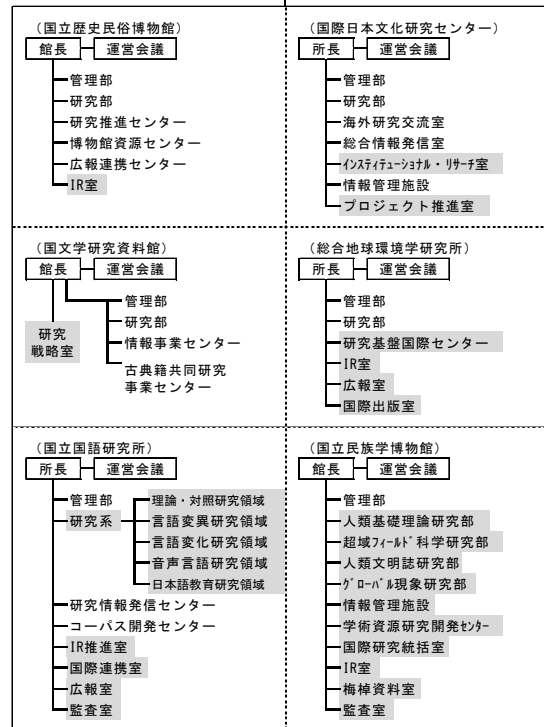 （国立歴史民俗博物館）
館長 運営会議
管理部
研究部
研究推進センター
博物館資源センター
広報連携センター
IR室
（国際日本文化研究センター）
所長 運営会議
管理部
研究部
海外研究交流室
総合情報発信室
ｲﾝｽﾃｨﾃｭｰｼｮﾅﾙ・ﾘｻｰﾁ室
情報管理施設
プロジェクト推進室
（国文学研究資料館）
館長 運営会議
研究
戦略室
管理部
研究部
情報事業センター
古典籍共同研究
事業センター
（総合地球環境学研究所）
所長 運営会議
管理部
研究部
研究基盤国際センター
IR室
広報室
国際出版室
（国立国語研究所）
所長 運営会議
管理部
研究系
理論・対照研究領域
言語変異研究領域
言語変化研究領域
音声言語研究領域
日本語教育研究領域
研究情報発信センター
コーパス開発センター
IR推進室
国際連携室
広報室
監査室
（国立民族学博物館）
館長 運営会議
管理部
人類基礎理論研究部
超域ﾌｨｰﾙﾄﾞ科学研究部
人類文明誌研究部
ｸﾞﾛｰﾊﾞﾙ現象研究部
情報管理施設
学術資源研究開発ｾﾝﾀｰ
国際研究統括室
IR室
梅棹資料室
監査室